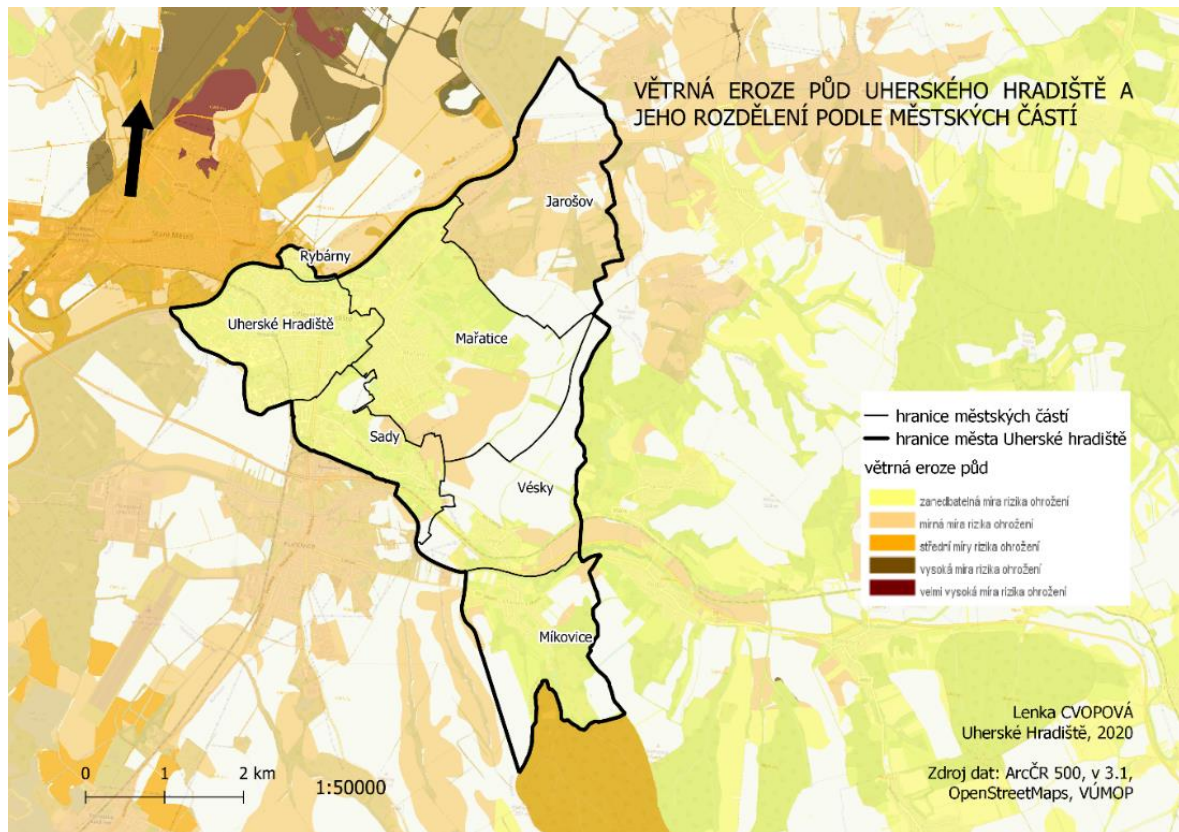 VĚTRNÁ EROZE PŮD UHERSKÉHO HRADIŠTĚ A
JEHO ROZDĚLENÍ PODLE MĚSTSKÝCH ČÁSTÍ
Jarošov
Rybárny
Uherské Hradiště
Mařatice
Sady
Vésky
Míkovice
hranice městských částí
hranice města Uherské hradiště
větrná eroze půd
zanedbatelná míra rizika ohrožení
mírná míra rizika ohrožení
střední míry rizika ohrožení
vysoká míra rizika ohrožení
velmi vysoká míra rizika ohrožení
Lenka CVOPOVÁ
Uherské Hradiště, 2020
Zdroj dat: ArcČR 500, v 3.1,
OpenStreetMaps, VÚMOP
0 1 2 km
1:50000